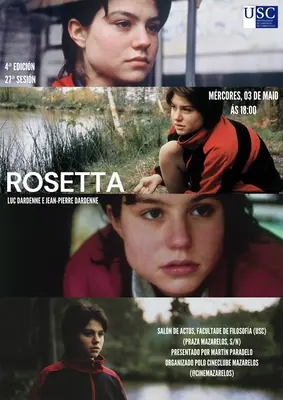 4ª EDICIÓN
27ª SESIÓN
USC
MÉRCORES, 03 DE MAIO
ÁS 18:00
ROSETTA
LUC DARDENNE E JEAN-PIERRE DARDENNE
SALÓN DE ACTOS, FACULTADE DE FILOSOFÍA (USC)
(PRAZA MAZARELOS, S/N)
PRESENTADO POR MARTÍN PARADELO
ORGANIZADO POLO CINECLUBE MAZARELOS
(@CINEMAZARELOS)